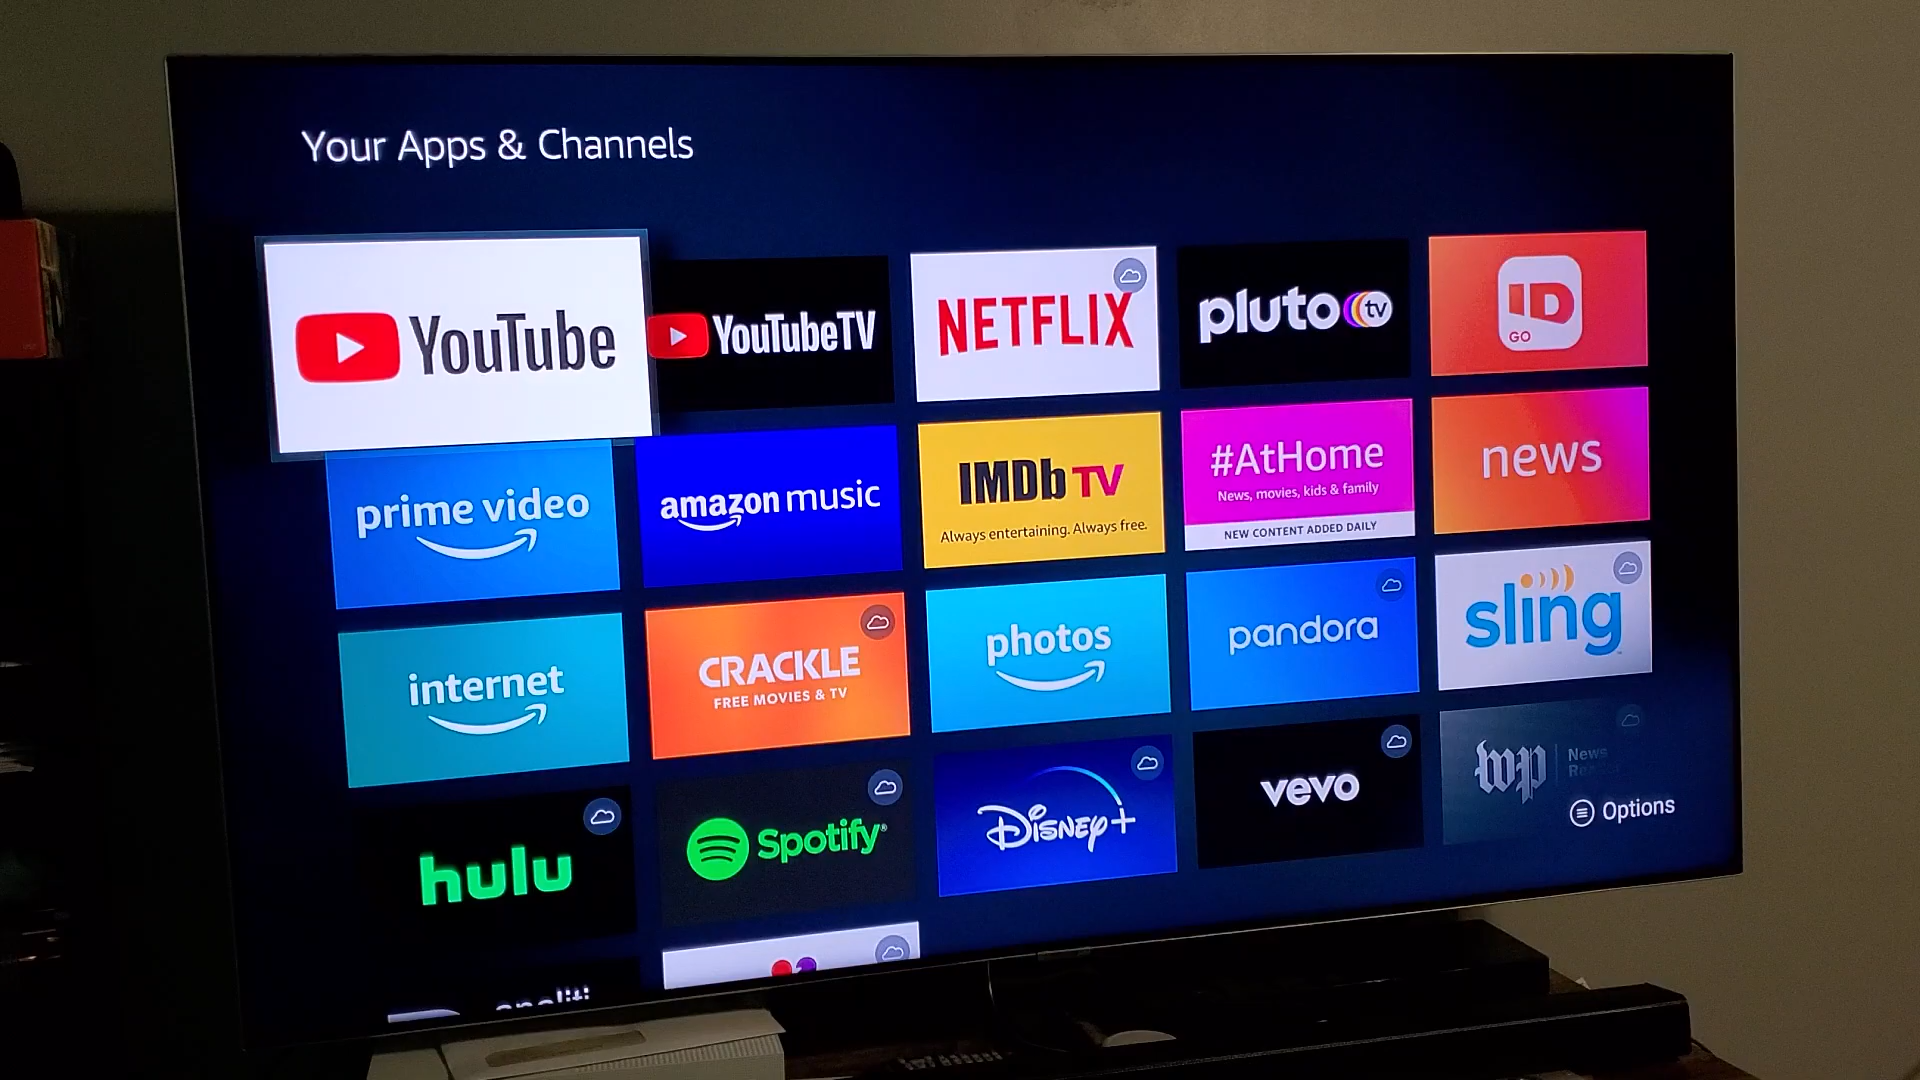 Your Apps & Channels
YouTube
YouTubeTV
NETFLIX
pluto tv
ID
GO
prime video
amazon music
IMDb TV
Always entertaining. Always free.
#AtHome
News, movies, kids & family
NEW CONTENT ADDED DAILY
news
internet
CRACKLE
FREE MOVIES & TV
photos
pandora
sling
hulu
Spotify
Disney+
vevo
wp
News
Options